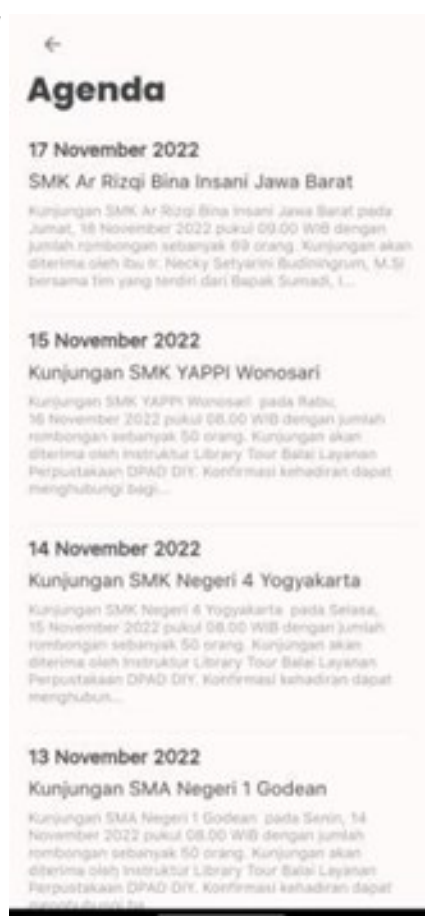 Agenda
17 November 2022
SMK Ar Rizqi Bina Insani Jawa Barat
Kunjungan SMK Ar Rizqi Bina Insani Jawa Barat pada
Jumat, 18 November 2022 pukul 09.00 WIB dengan
jumlah rombongan sebanyak 69 orang. Kunjungan akan
diterima oleh Ibu Ir. Necky Setyarini Budiningrum, M.Si
bersama tim yang terdiri dari Bapak Sumadi, I...
15 November 2022
Kunjungan SMK YAPPI Wonosari
Kunjungan SMK YAPPI Wonosari pada Rabu,
16 November 2022 pukul 08.00 WIB dengan jumlah
rombongan sebanyak 50 orang. Kunjungan akan
diterima oleh Instruktur Library Tour Balai Layanan
Perpustakaan DPAD DIY. Konfirmasi kehadiran dapat
menghubungi bagi...
14 November 2022
Kunjungan SMK Negeri 4 Yogyakarta
Kunjungan SMK Negeri 4 Yogyakarta pada Selasa,
15 November 2022 pukul 08.00 WIB dengan jumlah
rombongan sebanyak 50 orang. Kunjungan akan
diterima oleh Instruktur Library Tour Balai Layanan
Perpustakaan DPAD DIY. Konfirmasi kehadiran dapat
menghubun...
13 November 2022
Kunjungan SMA Negeri 1 Godean
Kunjungan SMA Negeri 1 Godean pada Senin, 14
November 2022 pukul 08.00 WIB dengan jumlah
rombongan sebanyak 50 orang. Kunjungan akan
diterima oleh Instruktur Library Tour Balai Layanan
Perpustakaan DPAD DIY. Konfirmasi kehadiran dapat